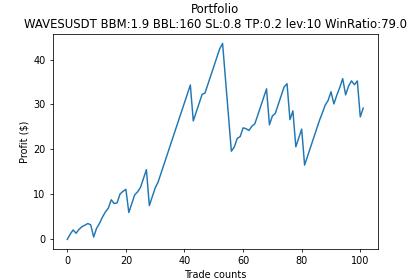 Portfolio
WAVESUSDT BBM:1.9 BBL:160 SL:0.8 TP:0.2 lev:10 WinRatio:79.0
40
30
20
10
0
Profit ($)
0 20 40 60 80 100
Trade counts